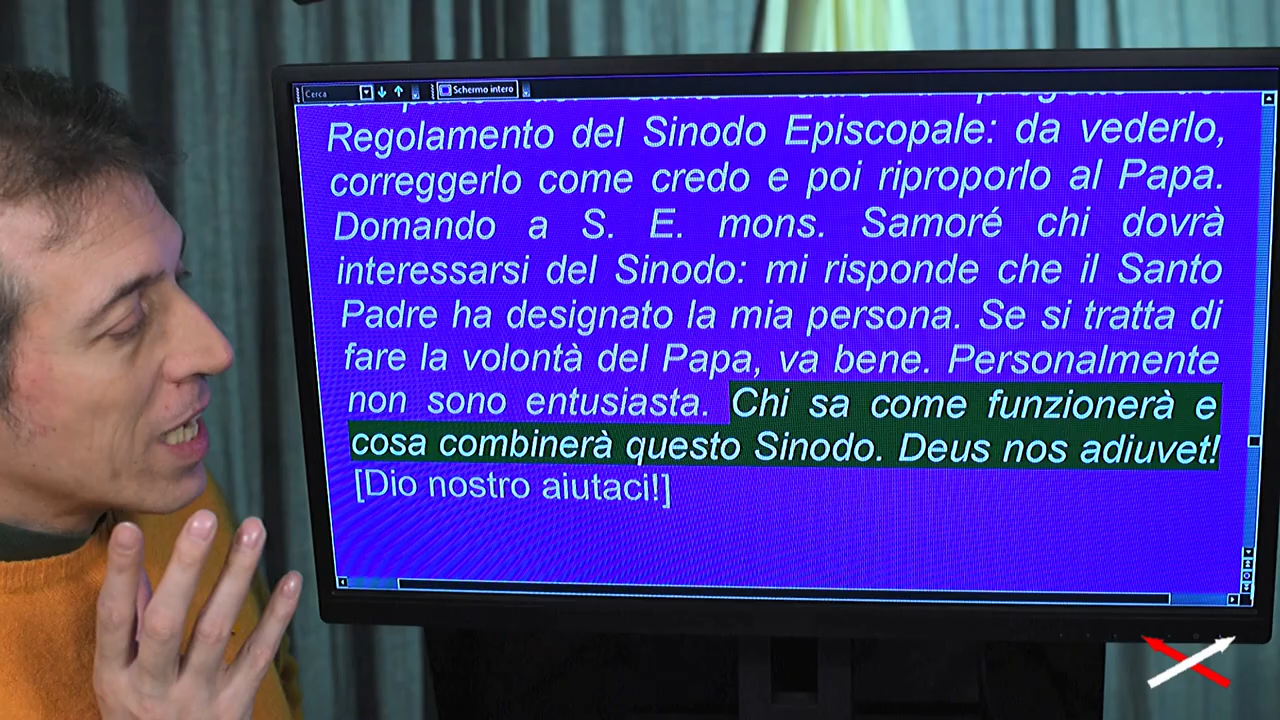 Cerca
Schermo intero
Regolamento del Sinodo Episcopale: da vederlo,
correggerlo come credo e poi riproporlo al Papa.
Domando a S. E. mons. Samoré chi dovrà
interessarsi del Sinodo: mi risponde che il Santo
Padre ha designato la mia persona. Se si tratta di
fare la volontà del Papa, va bene. Personalmente
non sono entusiasta. Chi sa come funzionerà e
cosa combinerà questo Sinodo. Deus nos adiuvet!
[Dio nostro aiutaci!]